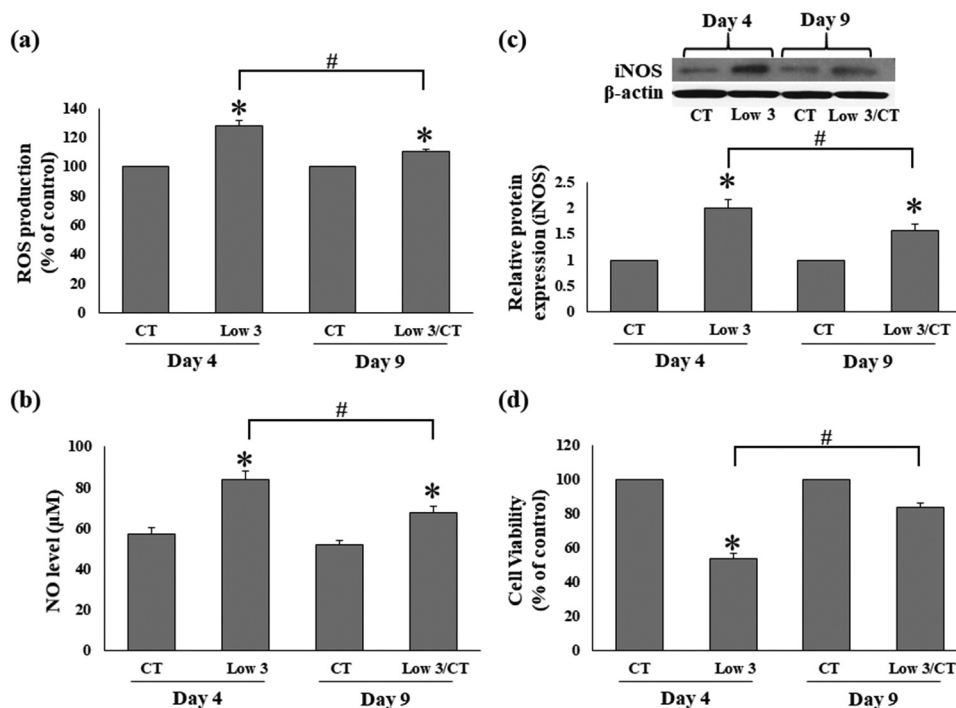 (a)
#
ROS production
(% of control)
140
120
100
80
60
40
20
0
*
*
CT
Low 3
CT
Low 3/CT
Day 4
Day 9
(c)
Day 4
Day 9
iNOS
β-actin
CT
Low 3
CT
Low 3/CT
#
Relative protein
expression (iNOS)
2.5
2
1.5
1
0.5
0
*
*
CT
Low 3
CT
Low 3/CT
Day 4
Day 9
(b)
#
NO level (µM)
100
80
60
40
20
0
*
*
CT
Low 3
CT
Low 3/CT
Day 4
Day 9
(d)
#
Cell Viability
(% of control)
120
100
80
60
40
20
0
*
CT
Low 3
CT
Low 3/CT
Day 4
Day 9